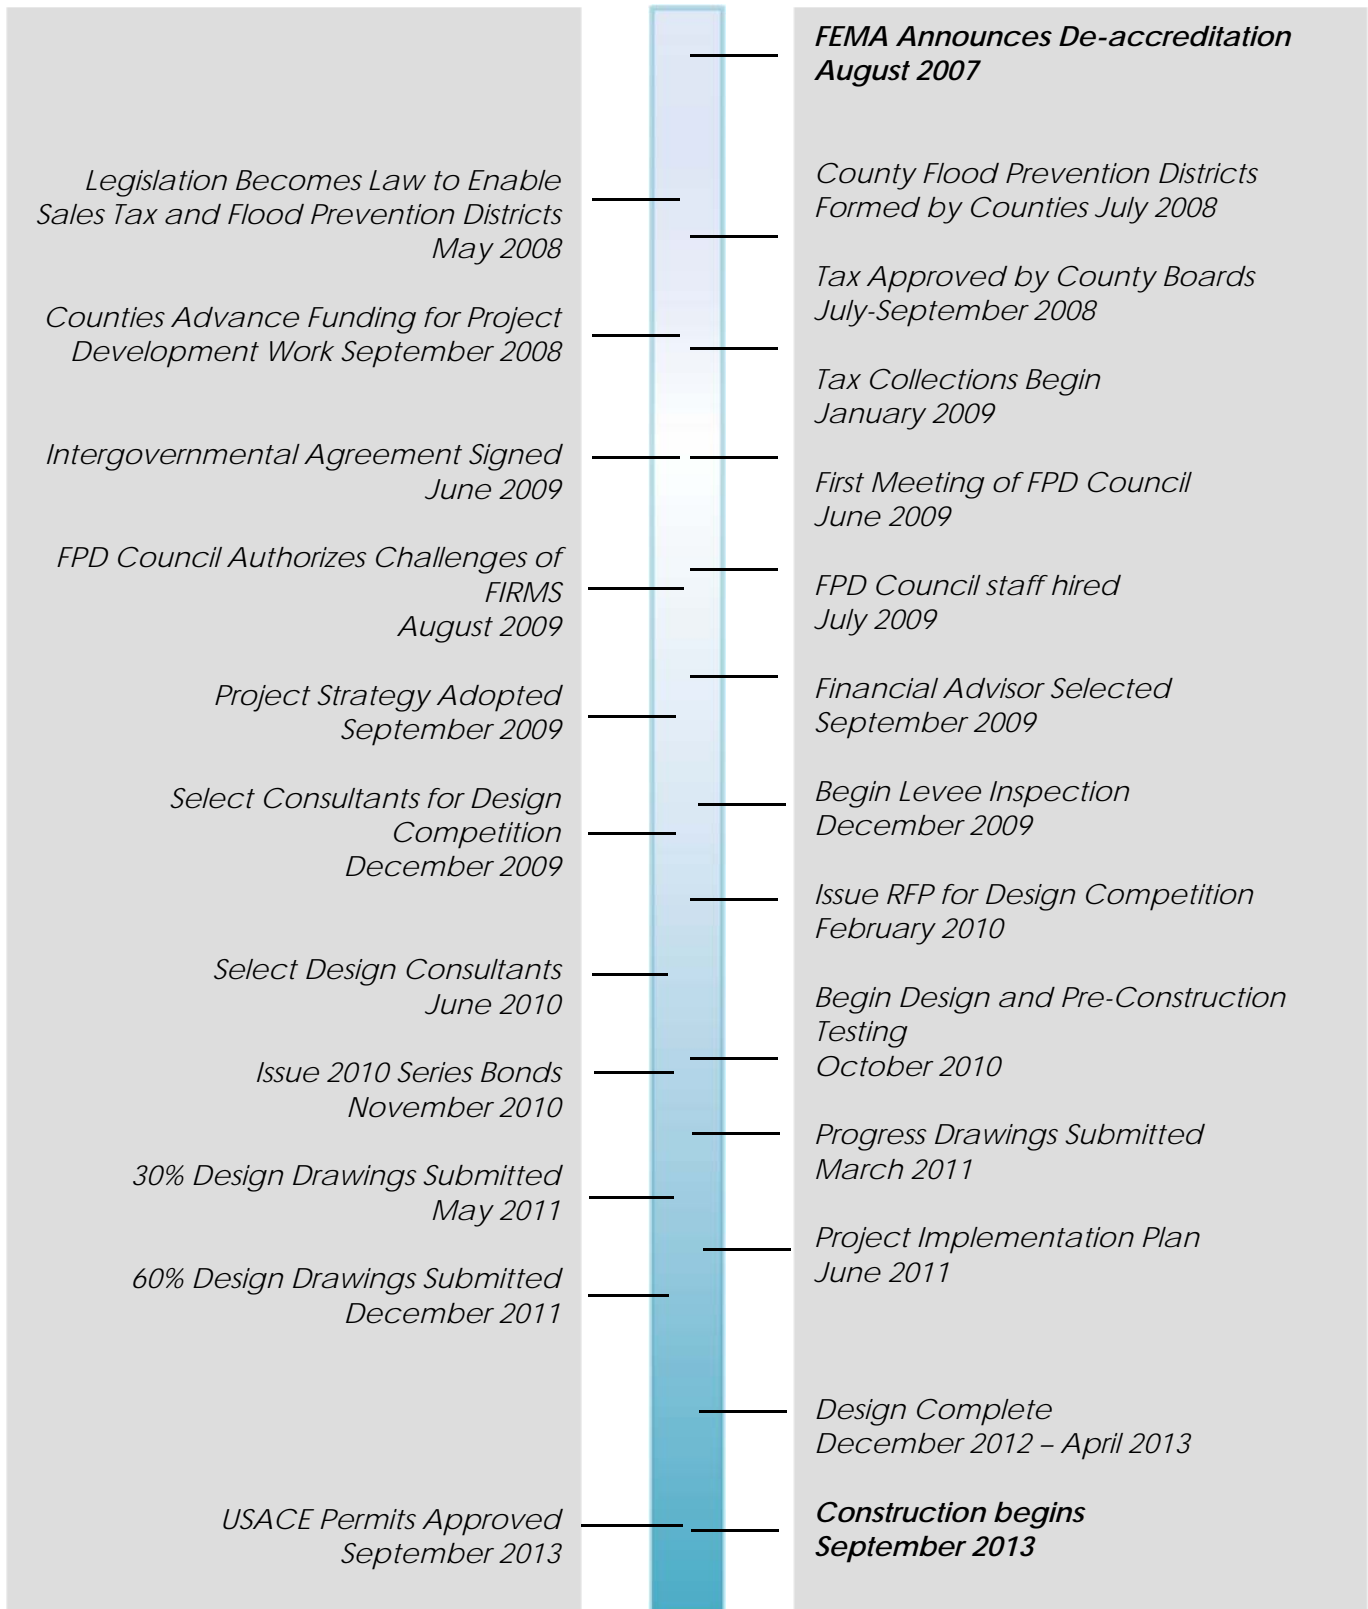 FEMA Announces De-accreditation
August 2007
Legislation Becomes Law to Enable
Sales Tax and Flood Prevention Districts
May 2008
County Flood Prevention Districts
Formed by Counties July 2008
Tax Approved by County Boards
July-September 2008
Counties Advance Funding for Project
Development Work September 2008
Tax Collections Begin
January 2009
Intergovernmental Agreement Signed
June 2009
First Meeting of FPD Council
June 2009
FPD Council Authorizes Challenges of
FIRMS
August 2009
FPD Council staff hired
July 2009
Project Strategy Adopted
September 2009
Financial Advisor Selected
September 2009
Select Consultants for Design
Competition
December 2009
Begin Levee Inspection
December 2009
Issue RFP for Design Competition
February 2010
Select Design Consultants
June 2010
Begin Design and Pre-Construction
Testing
October 2010
Issue 2010 Series Bonds
November 2010
Progress Drawings Submitted
March 2011
30% Design Drawings Submitted
May 2011
Project Implementation Plan
June 2011
60% Design Drawings Submitted
December 2011
Design Complete
December 2012 – April 2013
USACE Permits Approved
September 2013
Construction begins
September 2013